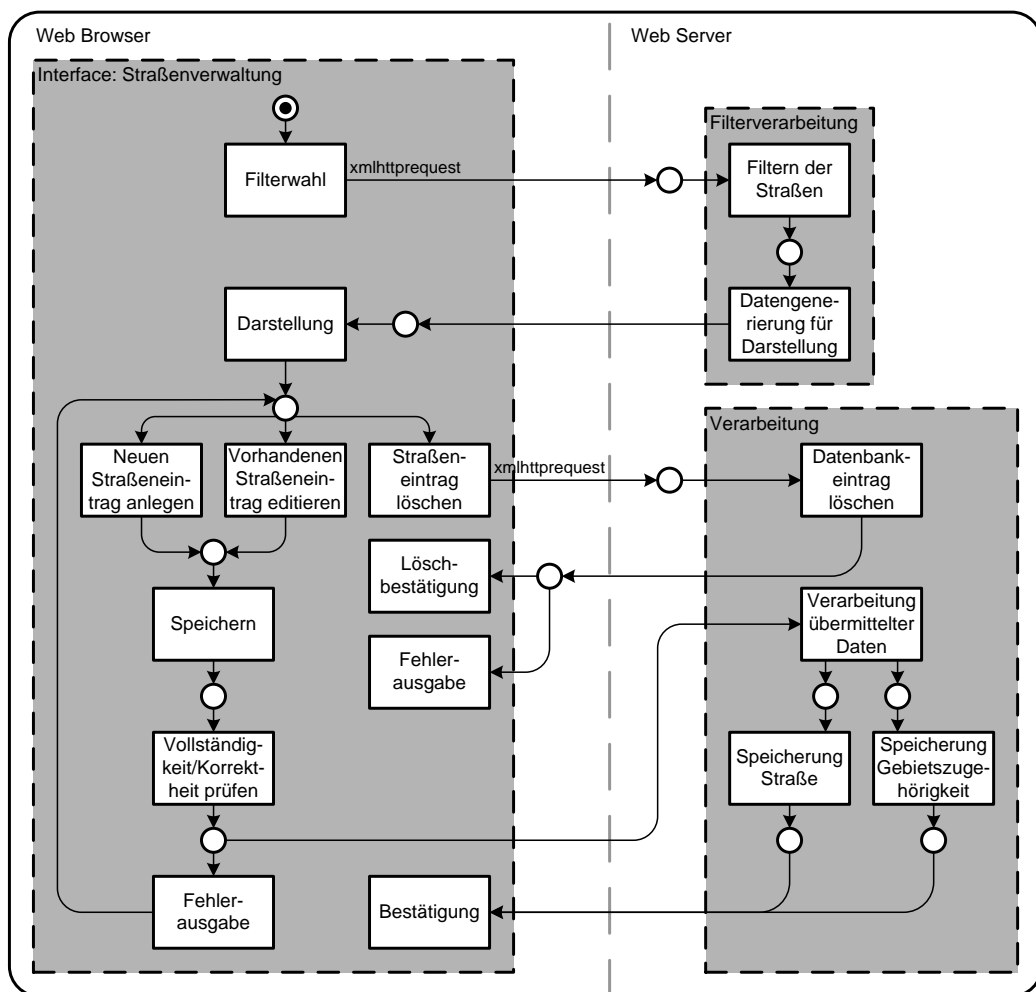 Web Browser
Web Server
Interface: Straßenverwaltung
Filterverarbeitung
Filterwahl
xmlhttprequest
Filtern der
Straßen
Darstellung
Datengene-
rierung für
Darstellung
Verarbeitung
Neuen
Straßenein-
trag anlegen
Vorhandenen
Straßenein-
trag editieren
Straßen-
eintrag
löschen
xmlhttprequest
Datenbank-
eintrag
löschen
Lösch-
bestätigung
Speichern
Fehler-
ausgabe
Verarbeitung
übermittelter
Daten
Vollständig-
keit/Korrekt-
heit prüfen
Speicherung
Straße
Speicherung
Gebietszuge-
hörigkeit
Fehler-
ausgabe
Bestätigung